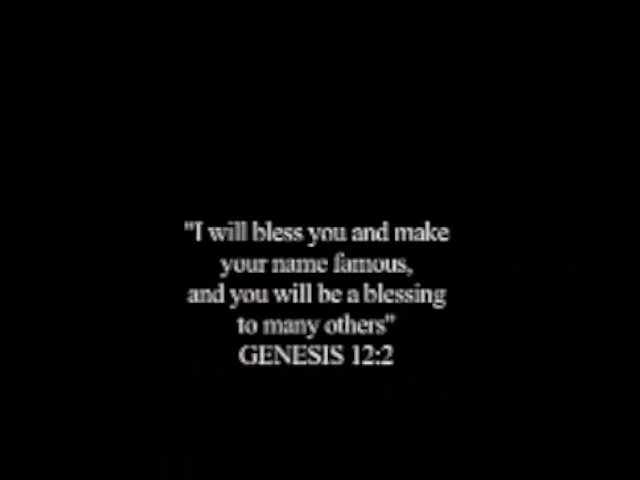 "I will bless you and make
your name famous,
and you will be a blessing
to many others"
GENESIS 12:2